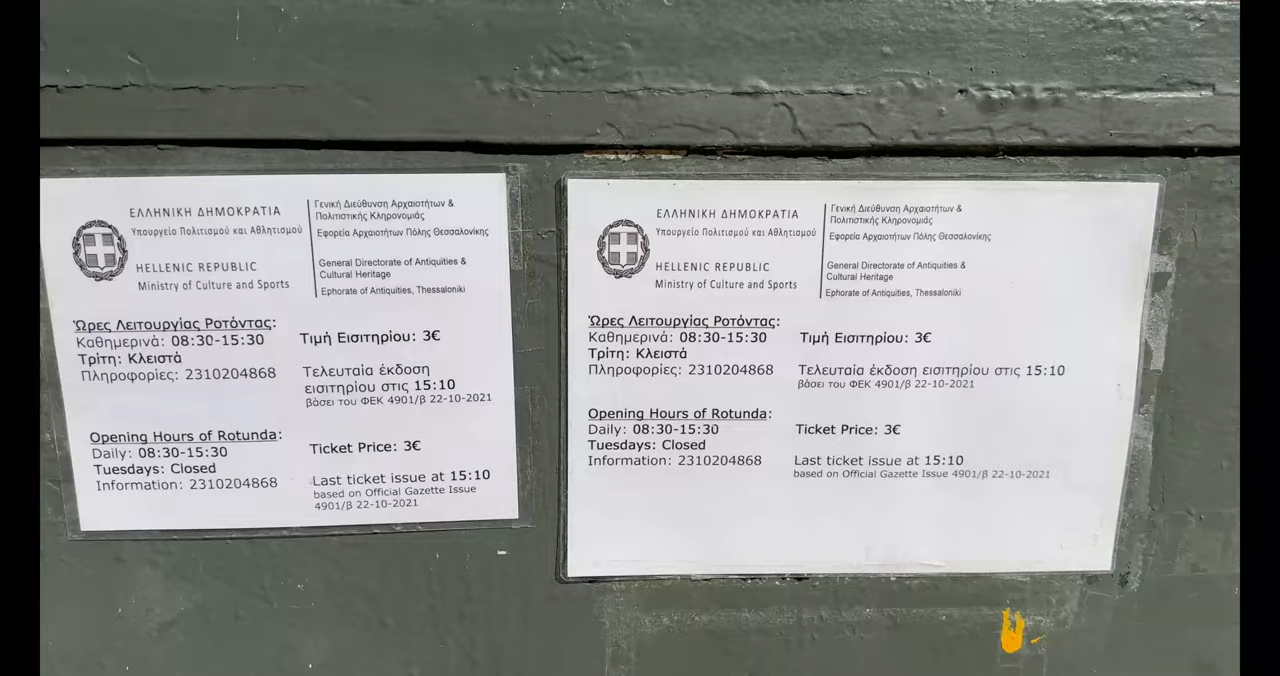 ΕΛΛΗΝΙΚΗ ΔΗΜΟΚΡΑΤΙΑ
Υπουργείο Πολιτισμού και Αθλητισμού
HELLENIC REPUBLIC
Ministry of Culture and Sports
Γενική Διεύθυνση Αρχαιοτήτων &
Πολιτιστικής Κληρονομιάς
Εφορεία Αρχαιοτήτων Πόλης Θεσσαλονίκης
General Directorate of Antiquities &
Cultural Heritage
Ephorate of Antiquities, Thessaloniki
Ώρες Λειτουργίας Ροτόντας:
Καθημερινά: 08:30-15:30
Τρίτη: Κλειστά
Πληροφορίες: 2310204868
Τιμή Εισιτηρίου: 3€
Τελευταία έκδοση
εισιτηρίου στις 15:10
βάσει του ΦΕΚ 4901/β 22-10-2021
Opening Hours of Rotunda:
Daily: 08:30-15:30
Tuesdays: Closed
Information: 2310204868
Ticket Price: 3€
Last ticket issue at 15:10
based on Official Gazette Issue
4901/β 22-10-2021
ΕΛΛΗΝΙΚΗ ΔΗΜΟΚΡΑΤΙΑ
Υπουργείο Πολιτισμού και Αθλητισμού
HELLENIC REPUBLIC
Ministry of Culture and Sports
Γενική Διεύθυνση Αρχαιοτήτων &
Πολιτιστικής Κληρονομιάς
Εφορεία Αρχαιοτήτων Πόλης Θεσσαλονίκης
General Directorate of Antiquities &
Cultural Heritage
Ephorate of Antiquities, Thessaloniki
Ώρες Λειτουργίας Ροτόντας:
Καθημερινά: 08:30-15:30
Τρίτη: Κλειστά
Πληροφορίες: 2310204868
Τιμή Εισιτηρίου: 3€
Τελευταία έκδοση εισιτηρίου στις 15:10
βάσει του ΦΕΚ 4901/β 22-10-2021
Opening Hours of Rotunda:
Daily: 08:30-15:30
Tuesdays: Closed
Information: 2310204868
Ticket Price: 3€
Last ticket issue at 15:10
based on Official Gazette Issue 4901/β 22-10-2021